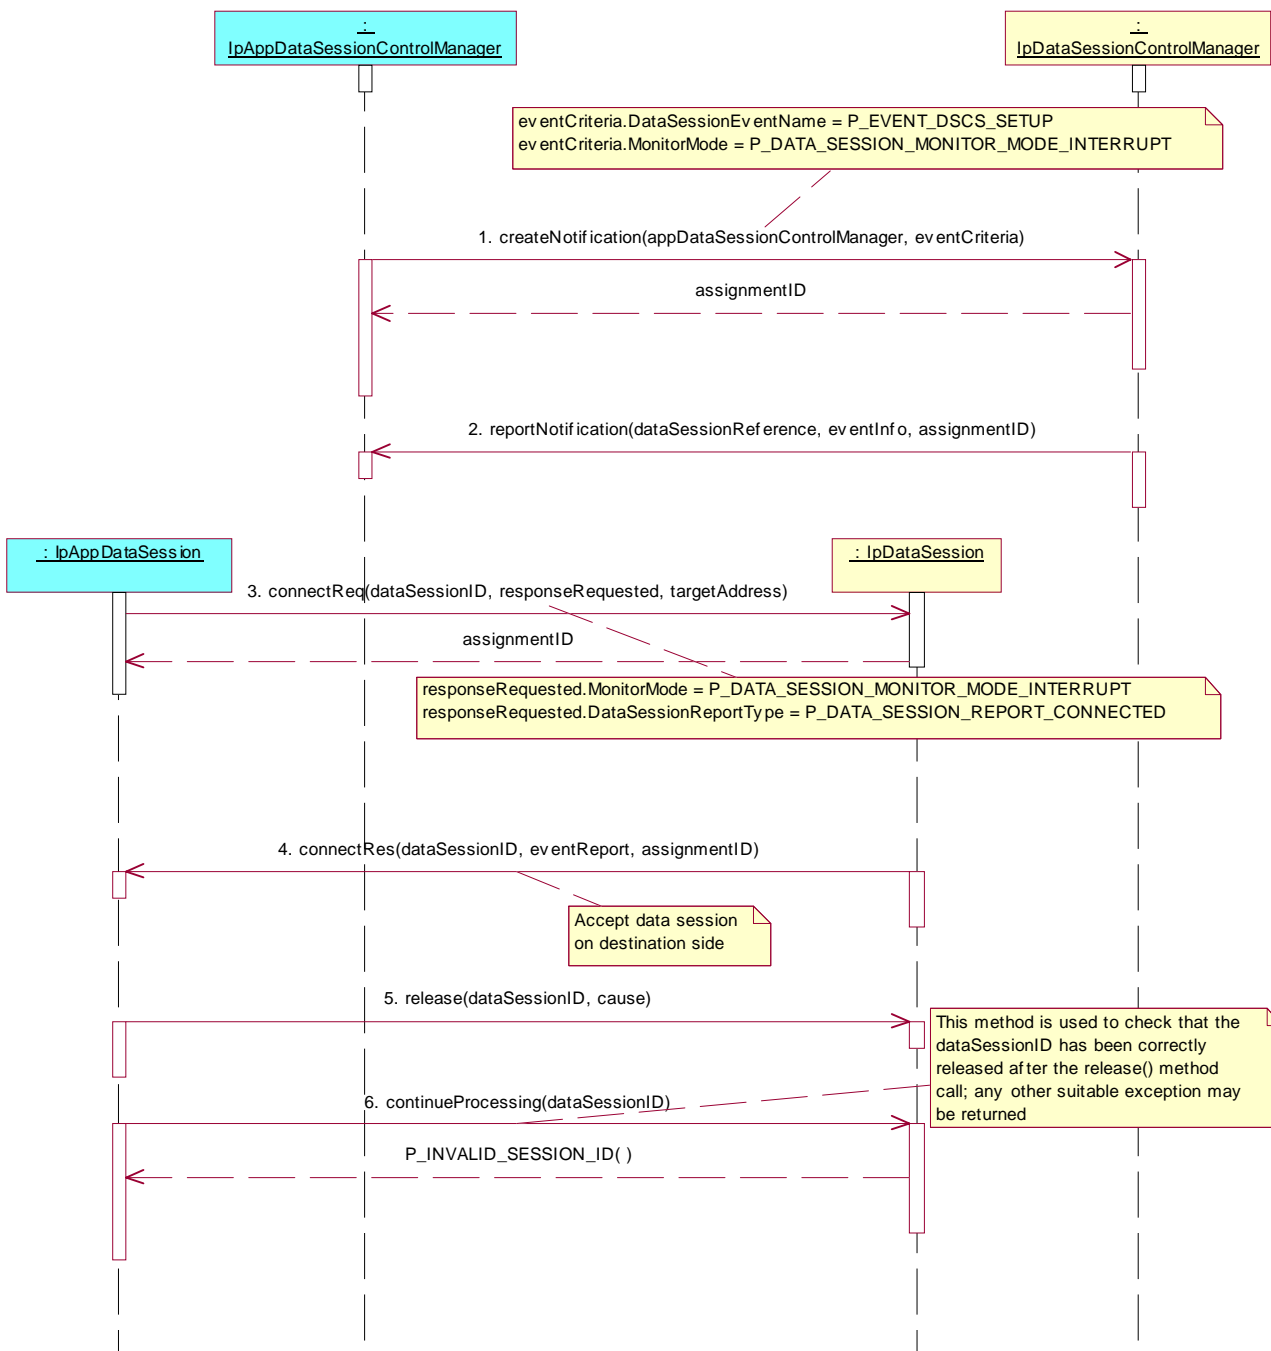 :
IpAppDataSessionControlManager
:
IpDataSessionControlManager
eventCriteria.DataSessionEventName = P_EVENT_DSCS_SETUP
eventCriteria.MonitorMode = P_DATA_SESSION_MONITOR_MODE_INTERRUPT
1. createNotification(appDataSessionControlManager, eventCriteria)
assignmentID
2. reportNotification(dataSessionReference, eventInfo, assignmentID)
: IpAppDataSession
: IpDataSession
3. connectReq(dataSessionID, responseRequested, targetAddress)
assignmentID
responseRequested.MonitorMode = P_DATA_SESSION_MONITOR_MODE_INTERRUPT
responseRequested.DataSessionReportType = P_DATA_SESSION_REPORT_CONNECTED
4. connectRes(dataSessionID, eventReport, assignmentID)
Accept data session
on destination side
5. release(dataSessionID, cause)
This method is used to check that the
dataSessionID has been correctly
released after the release() method
call; any other suitable exception may
be returned
6. continueProcessing(dataSessionID)
P_INVALID_SESSION_ID( )